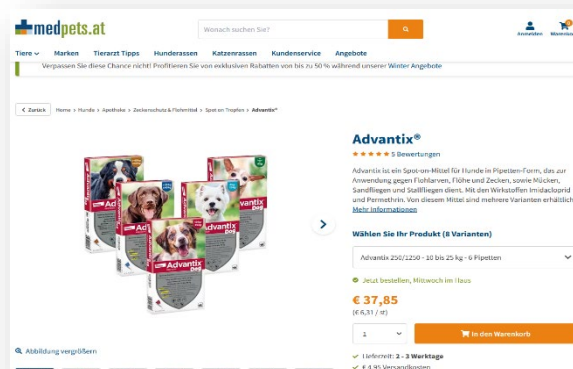 medpets.at
Wonach suchen Sie?
Anmelden
Tiere
Marken
Tierarzt Tipps
Hunderassen
Katzenrassen
Kundenservice
Angebote
Verpassen Sie diese Chance nicht! Profitieren Sie von exklusiven Rabatten von bis zu 50 % während unserer Winter Angebote
Zurück
Home > Hunde > Apotheke > Zeckenschutz & Flohmittel > Spot on Tropfen > Advantix®
Advantix®
5 Bewertungen
Advantix ist ein Spot-on-Mittel für Hunde in Pipetten-Form, das zur
Anwendung gegen Flohlarven, Flöhe und Zecken, sowie Mücken,
Sandfliegen und Stallfliegen dient. Mit den Wirkstoffen Imidacloprid
und Permethrin. Von diesem Mittel sind mehrere Varianten erhältlich.
Mehr Informationen
Wählen Sie Ihr Produkt (8 Varianten)
Advantix 250/1250 - 10 bis 25 kg - 6 Pipetten
Jetzt bestellen, Mittwoch im Haus
€ 37,85
(€ 6,31 / st)
1
In den Warenkorb
Lieferzeit: 2 - 3 Werktage
€ 4,95 Versandkosten
Advantix
Dog
Abbildung vergrößern